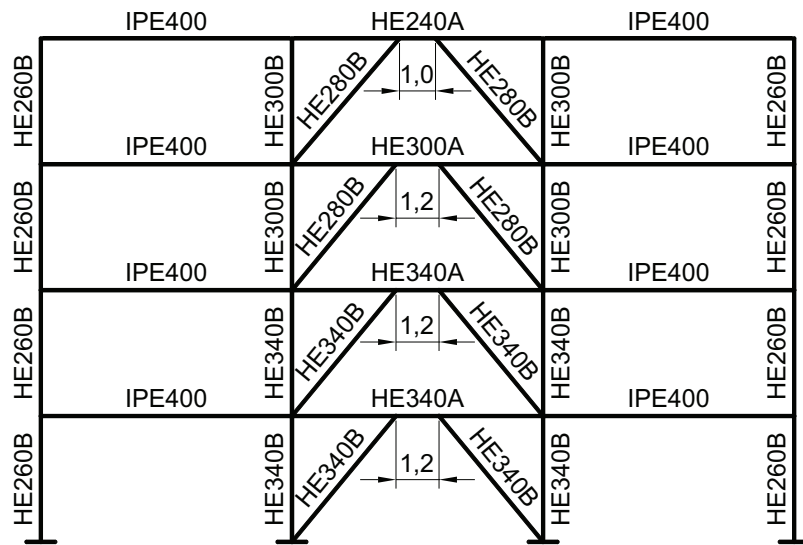 IPE400 HE240A IPE400
HE260B HE300B HE280B 1,0 HE280B HE300B HE260B
IPE400 HE300A IPE400
HE260B HE300B HE280B 1,2 HE280B HE300B HE260B
IPE400 HE340A IPE400
HE260B HE340B HE340B 1,2 HE340B HE340B HE260B
IPE400 HE340A IPE400
HE260B HE340B HE340B 1,2 HE340B HE340B HE260B